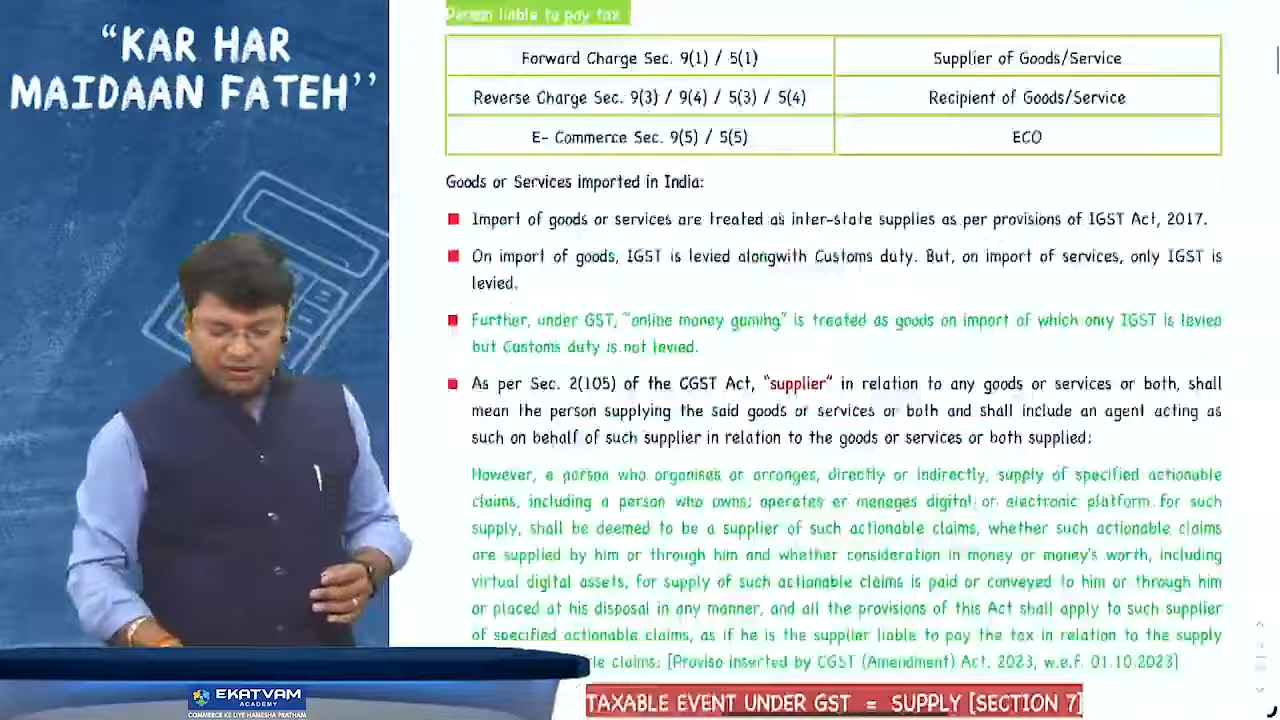 “KAR HAR
MAIDAAN FATEH’’
Person liable to pay tax
Forward Charge Sec. 9(1) / 5(1)
Supplier of Goods/Service
Reverse Charge Sec. 9(3) / 9(4) / 5(3) / 5(4)
Recipient of Goods/Service
E- Commerce Sec. 9(5) / 5(5)
ECO
Goods or Services imported in India:
Import of goods or services are treated as inter-state supplies as per provisions of IGST Act, 2017.
On import of goods, IGST is levied alongwith Customs duty. But, on import of services, only IGST is
levied.
Further, under GST, “online money gaming” is treated as goods on import of which only IGST is levied
but Customs duty is not levied.
As per Sec. 2(105) of the CGST Act, “supplier” in relation to any goods or services or both, shall
mean the person supplying the said goods or services or both and shall include an agent acting as
such on behalf of such supplier in relation to the goods or services or both supplied;
However, a person who organises or arranges, directly or indirectly, supply of specified actionable
claims, including a person who owns, operates or manages digital or electronic platform for such
supply, shall be deemed to be a supplier of such actionable claims, whether such actionable claims
are supplied by him or through him and whether consideration in money or money's worth, including
virtual digital assets, for supply of such actionable claims is paid or conveyed to him or through him
or placed at his disposal in any manner, and all the provisions of this Act shall apply to such supplier
of specified actionable claims, as if he is the supplier liable to pay the tax in relation to the supply
claims; [Proviso inserted by CGST (Amendment) Act, 2023, w.e.f. 01.10.2023]
TAXABLE EVENT UNDER GST = SUPPLY [SECTION 7]
EKATVAM
ACADEMY
COMMERCE KE LIYE HAMESHA PRATHAM